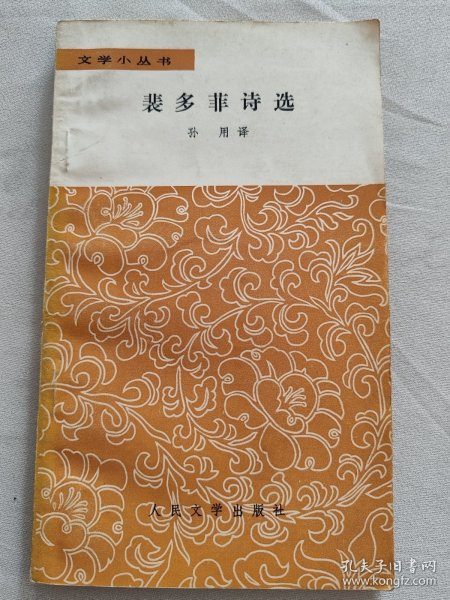 文学小丛书
裴多菲诗选
孙用译
人民文学出版社
孔夫子旧书网
www.kongfz.com